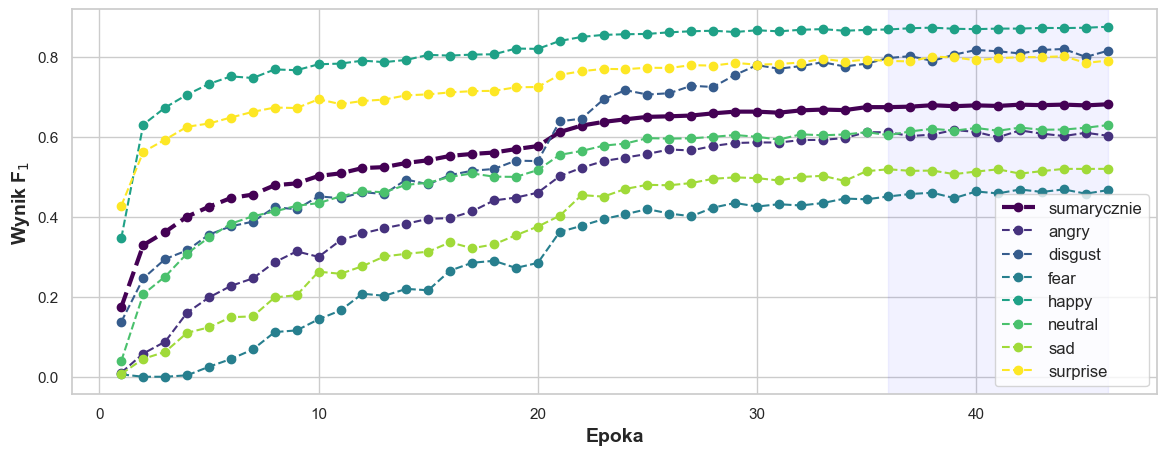 Wynik F₁
0.8
0.6
0.4
0.2
0.0
0
10
20
30
40
Epoka
sumarycznie
angry
disgust
fear
happy
neutral
sad
surprise